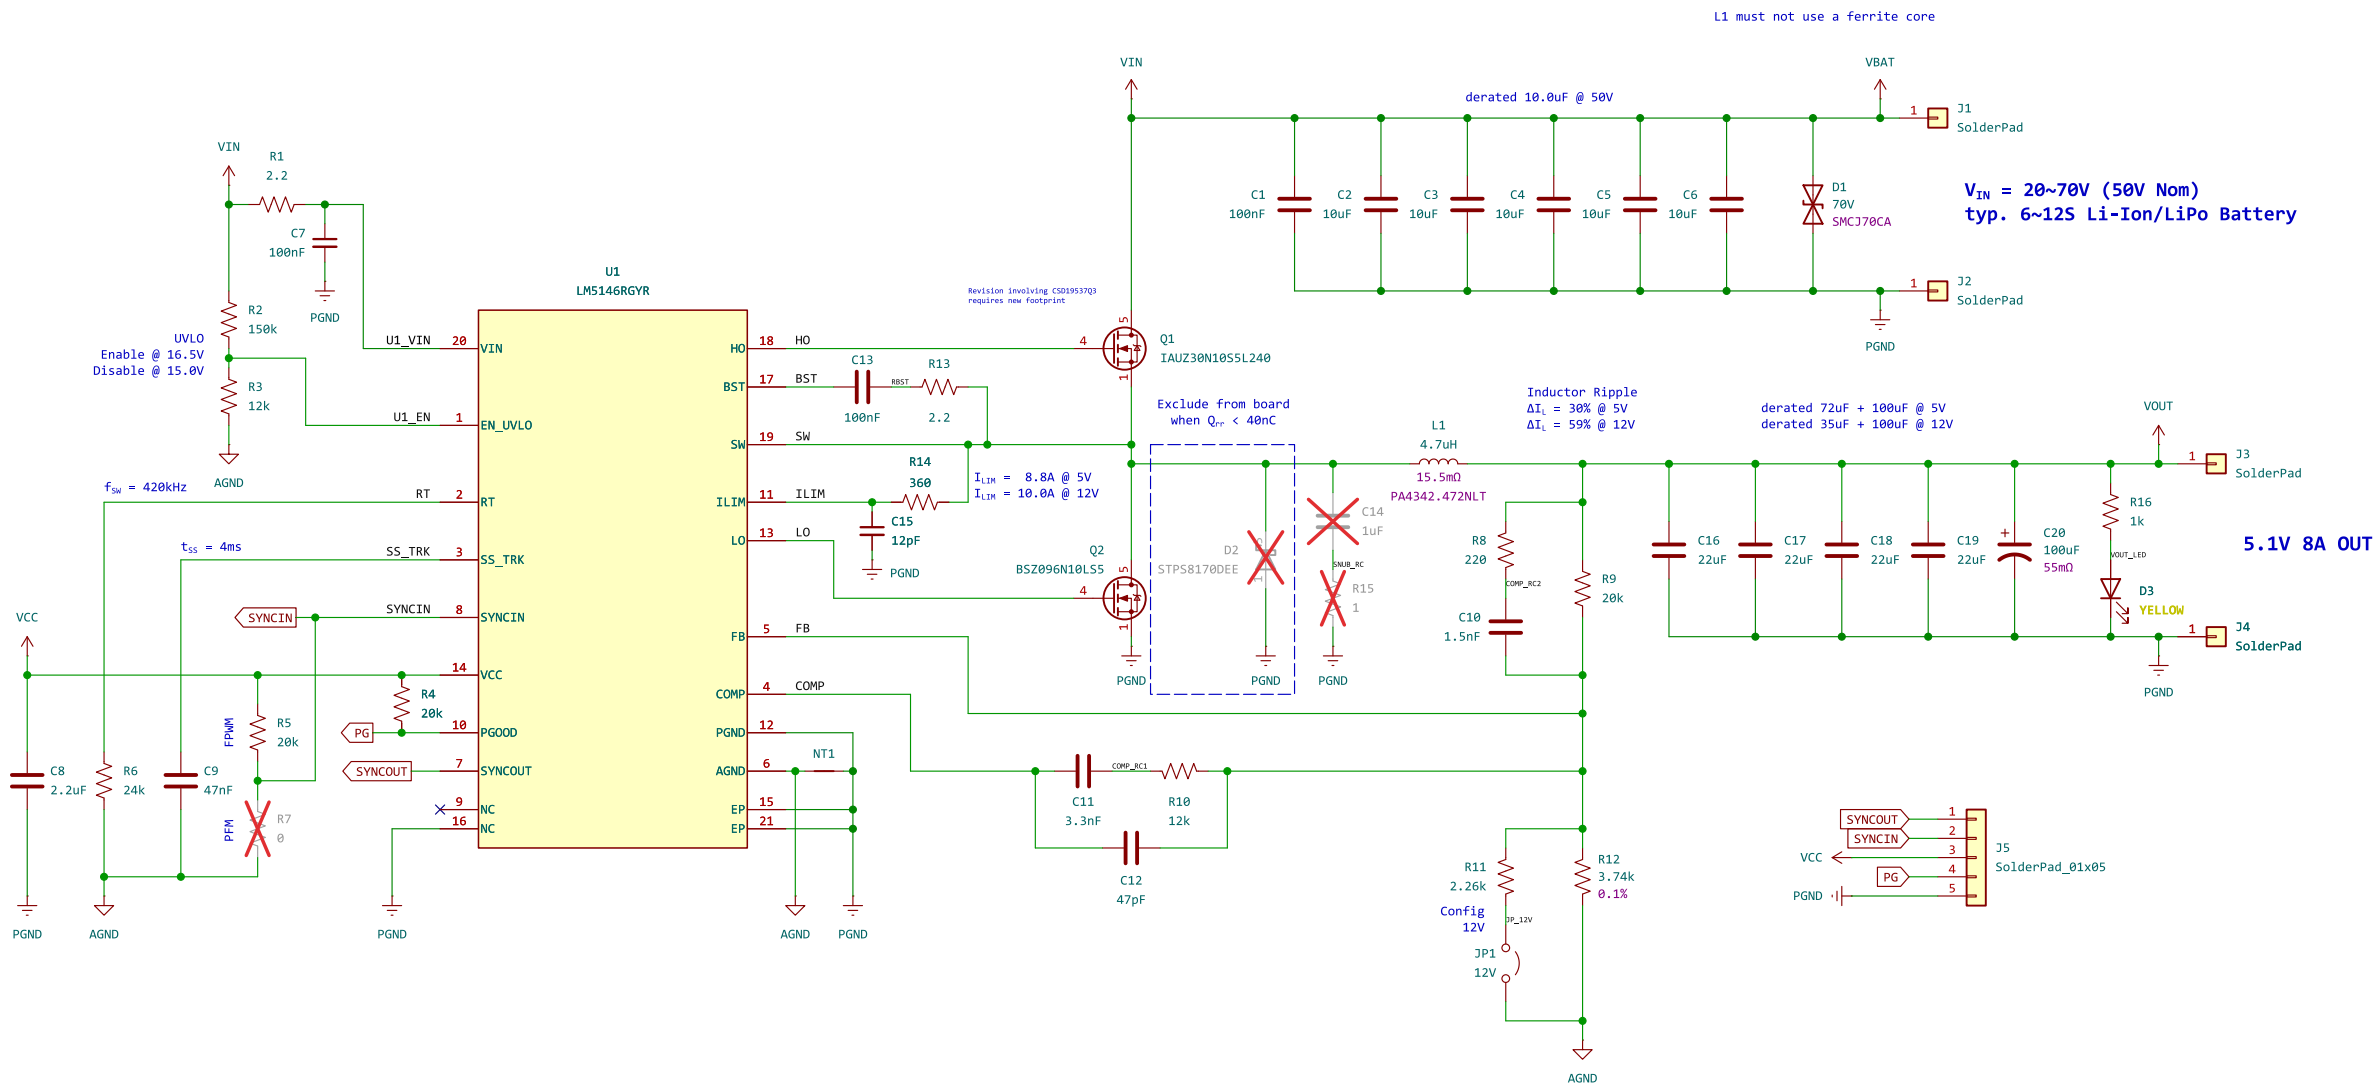 L1 must not use a ferrite core
VIN
VBAT
derated 10.0uF @ 50V
1
J1
SolderPad
C1
100nF
C2
10uF
C3
10uF
C4
10uF
C5
10uF
C6
10uF
D1
70V
SMCJ70CA
V_IN = 20~70V (50V Nom)
typ. 6~12S Li-Ion/LiPo Battery
1
J2
SolderPad
PGND
VIN
R1
2.2
C7
100nF
PGND
R2
150k
UVLO
Enable @ 16.5V
Disable @ 15.0V
R3
12k
AGND
f_SW = 420kHz
t_SS = 4ms
U1
LM5146RGYR
U1_VIN
20
VIN
U1_EN
1
EN_UVLO
RT
2
RT
SS_TRK
3
SS_TRK
SYNCIN
SYNCIN
8
SYNCIN
VCC
14
VCC
R4
20k
PG
10
PGOOD
SYNCOUT
7
SYNCOUT
9
NC
16
NC
FPWM
R5
20k
PFM
R7
0
C8
2.2uF
R6
24k
C9
47nF
PGND
AGND
PGND
HO
18
HO
BST
17
BST
SW
19
SW
ILIM
11
ILIM
LO
13
LO
FB
5
FB
COMP
4
COMP
PGND
12
AGND
6
EP
15
EP
21
NT1
AGND
PGND
C13
100nF
RBST
R13
2.2
R14
360
C15
12pF
PGND
I_LIM =  8.8A @ 5V
I_LIM = 10.0A @ 12V
Revision involving CSD19537Q3
requires new footprint
5
4
1
Q1
IAUZ30N10S5L240
Exclude from board
when Q_rr < 40nC
5
4
1
Q2
BSZ096N10LS5
PGND
D2
STPS8170DEE
1
PGND
C14
1uF
SNUB_RC
R15
1
PGND
L1
4.7uH
15.5mΩ
PA4342.472NLT
Inductor Ripple
ΔI_L = 30% @ 5V
ΔI_L = 59% @ 12V
derated 72uF + 100uF @ 5V
derated 35uF + 100uF @ 12V
VOUT
1
J3
SolderPad
R8
220
COMP_RC2
C10
1.5nF
R9
20k
C16
22uF
C17
22uF
C18
22uF
C19
22uF
+
C20
100uF
55mΩ
R16
1k
VOUT_LED
D3
YELLOW
5.1V 8A OUT
1
J4
SolderPad
PGND
C11
3.3nF
COMP_RC1
R10
12k
C12
47pF
R11
2.26k
R12
3.74k
0.1%
Config
12V
JP_12V
JP1
12V
AGND
SYNCOUT
1
SYNCIN
2
VCC
3
PG
4
PGND
5
J5
SolderPad_01x05